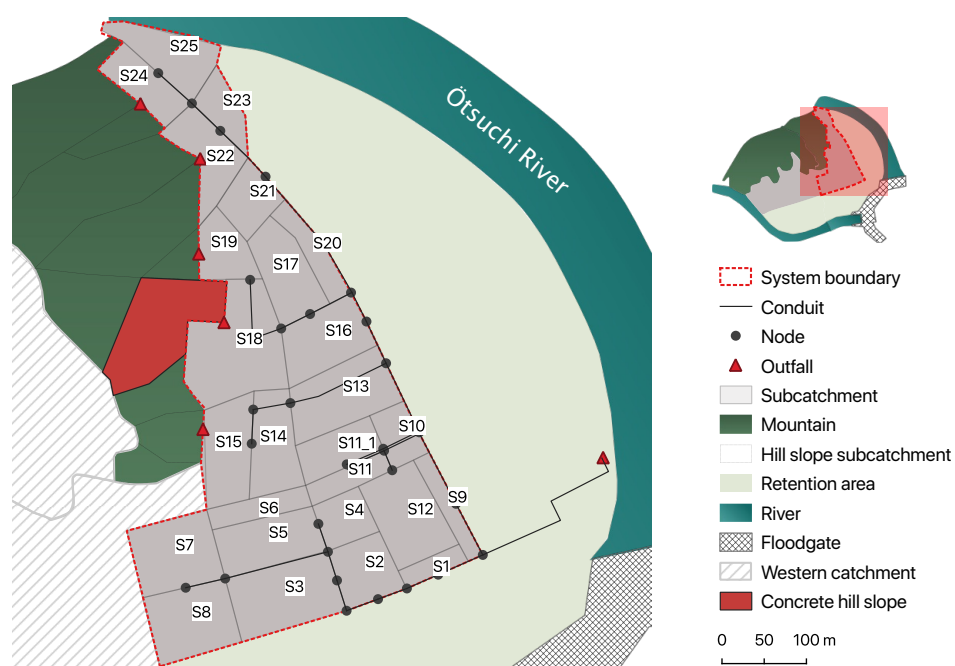 S25
S24
S23
Ötsuchi River
S22
S21
S19
S20
S17
S18
S16
S13
S15
S14
S10
S11_1
S11
S9
S6
S4
S12
S5
S7
S2
S1
S3
S8
System boundary
Conduit
Node
Outfall
Subcatchment
Mountain
Hill slope subcatchment
Retention area
River
Floodgate
Western catchment
Concrete hill slope
0 50 100 m